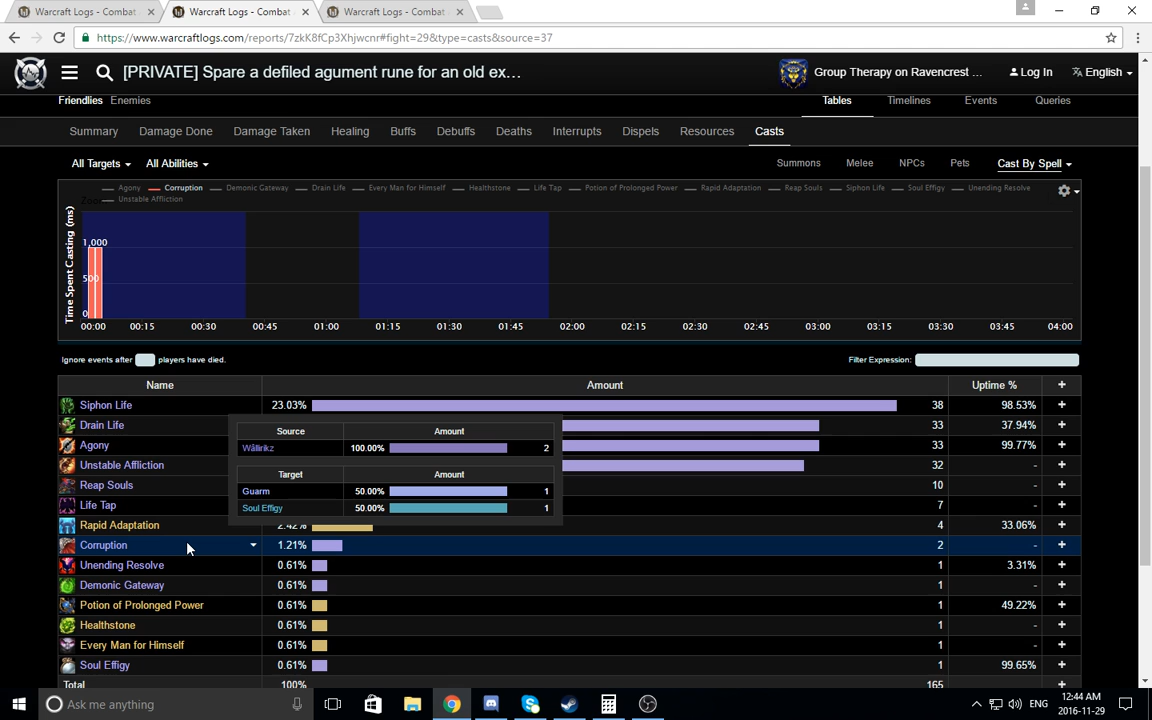 Warcraft Logs - Combat
Warcraft Logs - Combat
Warcraft Logs - Combat
https://www.warcraftlogs.com/reports/7zkK8fCp3Xhjwcnr#fight=29&type=casts&source=37
[PRIVATE] Spare a defiled agument rune for an old ex...
Group Therapy on Ravencrest ...
Log In
English
Friendlies Enemies
Tables Timelines Events Queries
Summary Damage Done Damage Taken Healing Buffs Debuffs Deaths Interrupts Dispels Resources Casts
All Targets All Abilities
Summons Melee NPCs Pets Cast By Spell
Agony Corruption Demonic Gateway Drain Life Every Man for Himself Healthstone Life Tap Potion of Prolonged Power Rapid Adaptation Reap Souls Siphon Life Soul Effigy Unending Resolve
Unstable Affliction
Time Spent Casting (ms)
1,000
500
0
00:00 00:15 00:30 00:45 01:00 01:15 01:30 01:45 02:00 02:15 02:30 02:45 03:00 03:15 03:30 03:45 04:00
Ignore events after players have died.
Filter Expression:
Name Amount Uptime % +
Siphon Life 23.03% 38 98.53% +
Drain Life 33 37.94% +
Agony 33 99.77% +
Unstable Affliction 32 - +
Reap Souls 10 - +
Life Tap 7 - +
Rapid Adaptation 2.42% 4 33.06% +
Corruption 1.21% 2 - +
Unending Resolve 0.61% 1 3.31% +
Demonic Gateway 0.61% 1 - +
Potion of Prolonged Power 0.61% 1 49.22% +
Healthstone 0.61% 1 - +
Every Man for Himself 0.61% 1 - +
Soul Effigy 0.61% 1 99.65% +
Total 100% 165 +
Source Amount
100.00% 2
Target Amount
Guarm 50.00% 1
Soul Effigy 50.00% 1
Ask me anything
ENG
12:44 AM
2016-11-29